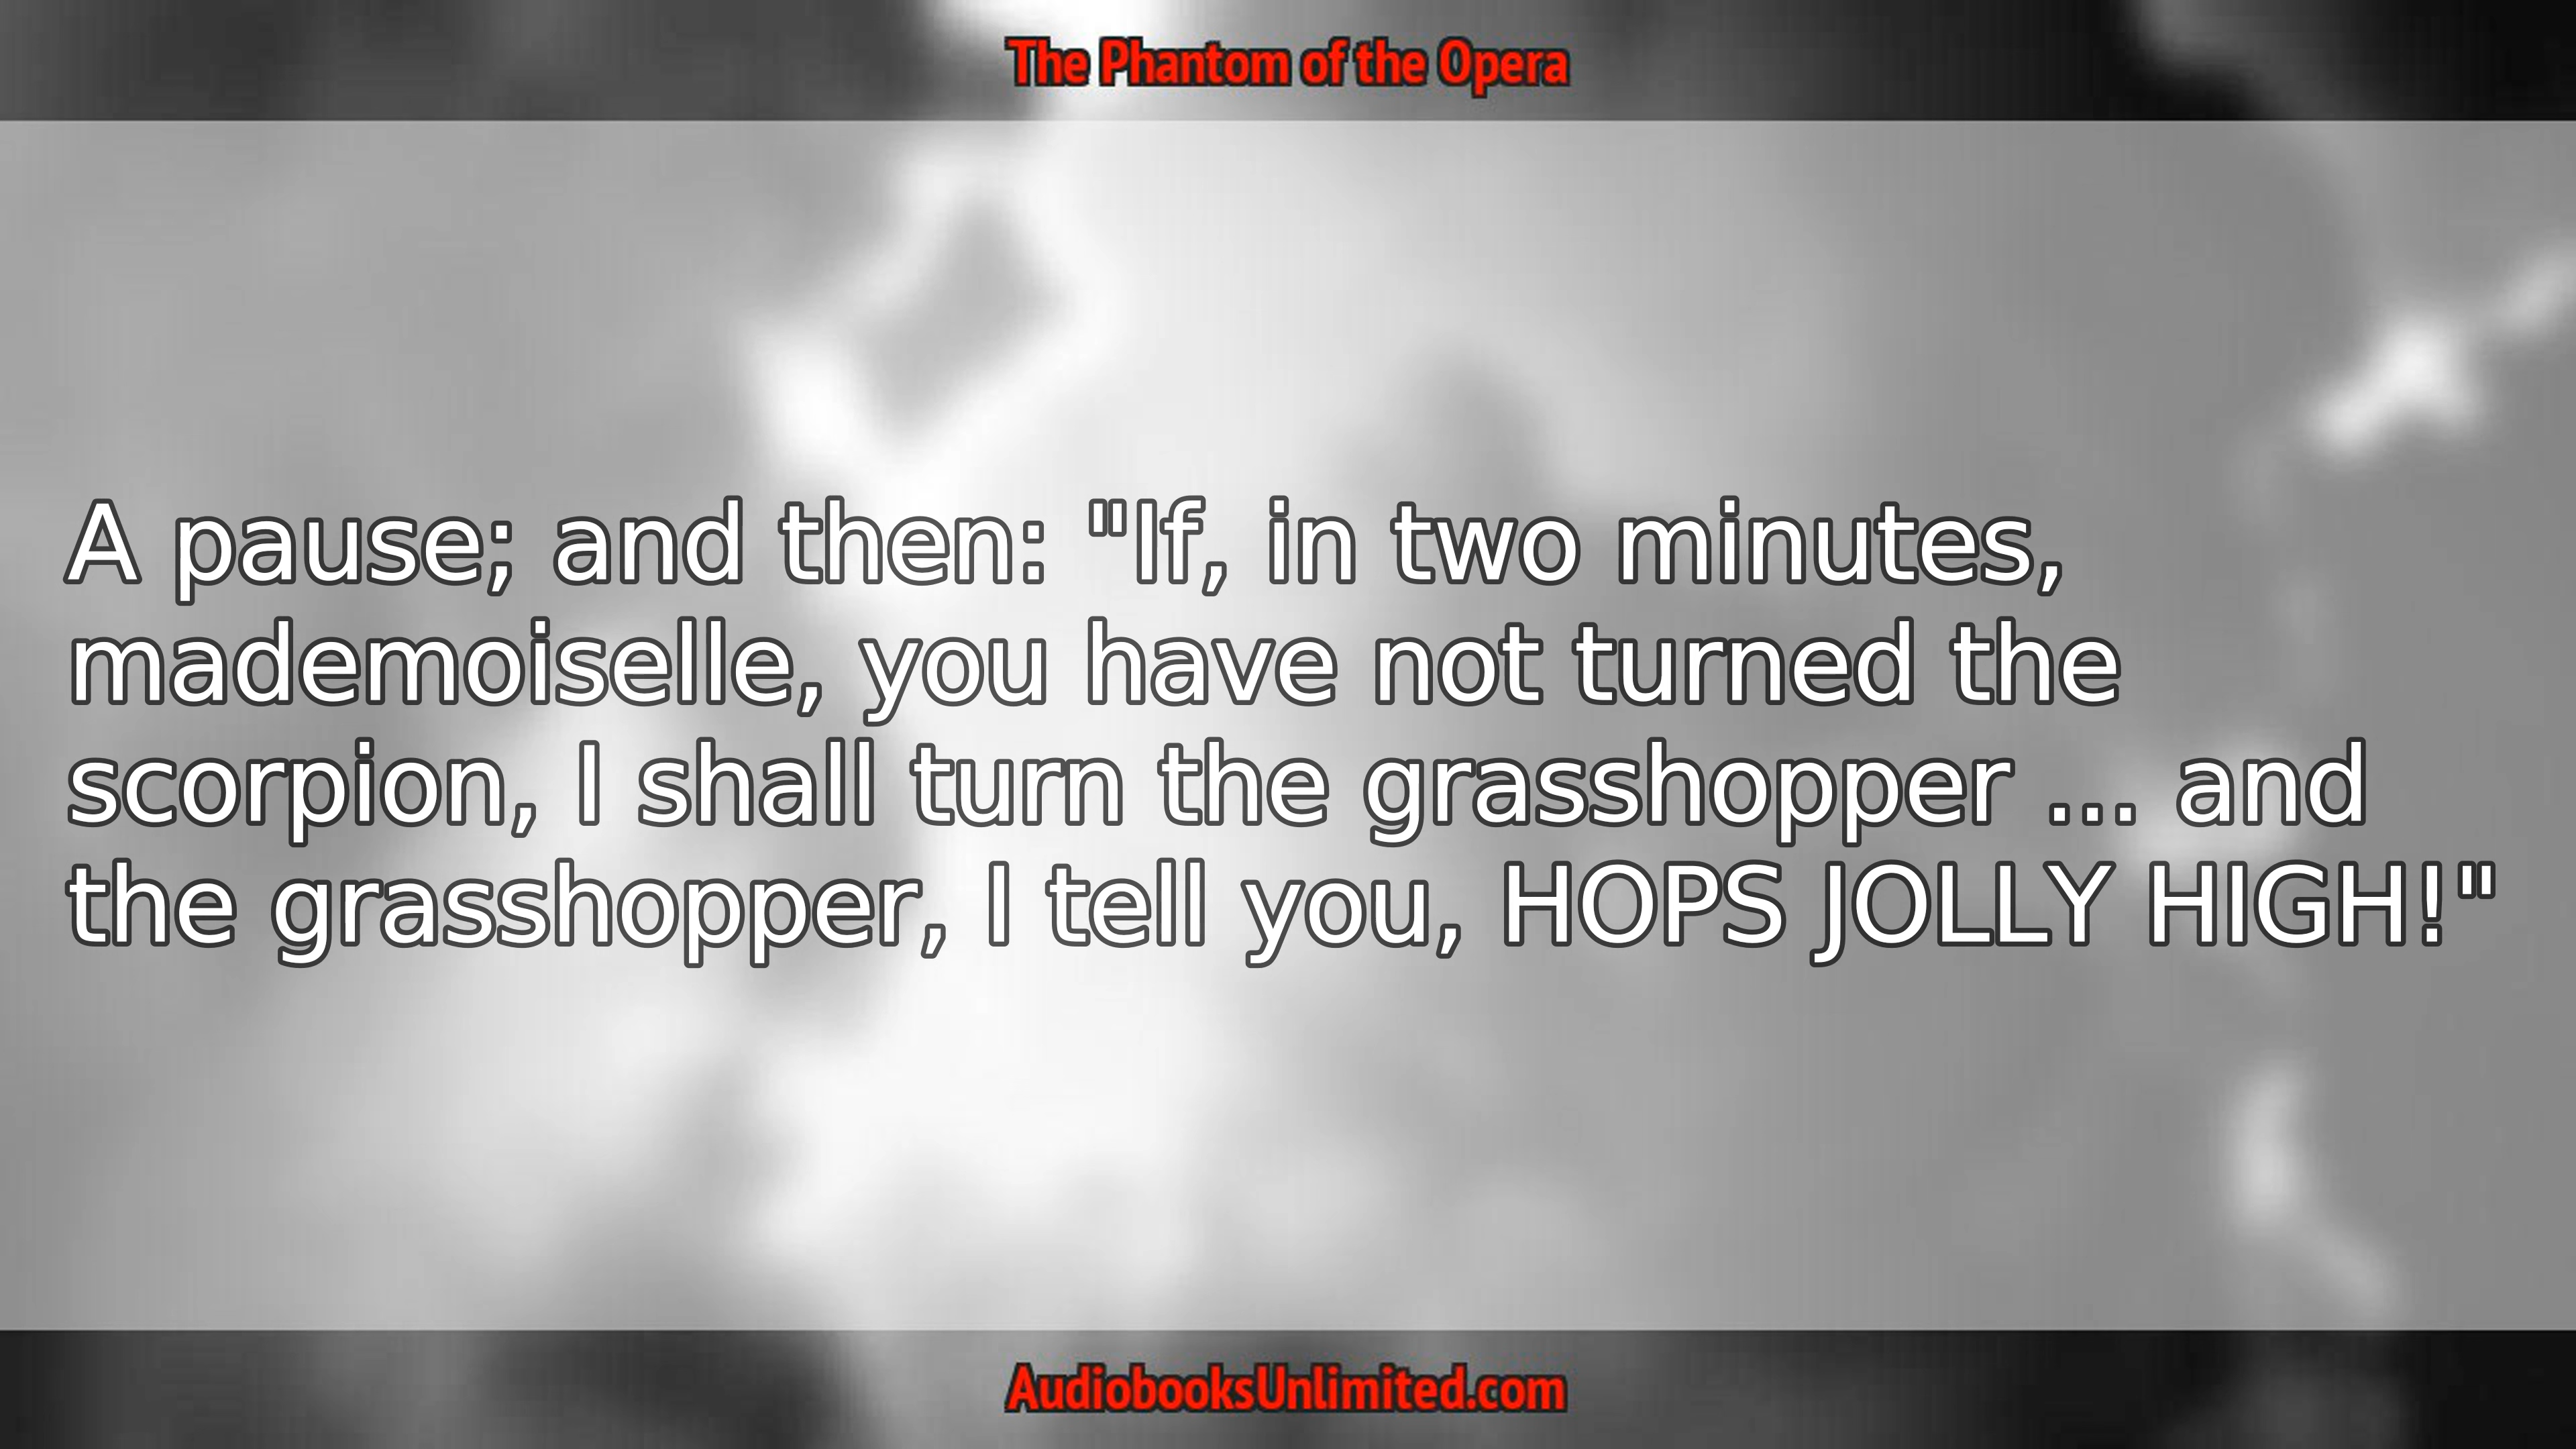 The Phantom of the Opera
A pause; and then: "If, in two minutes,
mademoiselle, you have not turned the
scorpion, I shall turn the grasshopper ... and
the grasshopper, I tell you, HOPS JOLLY HIGH!"
AudiobooksUnlimited.com